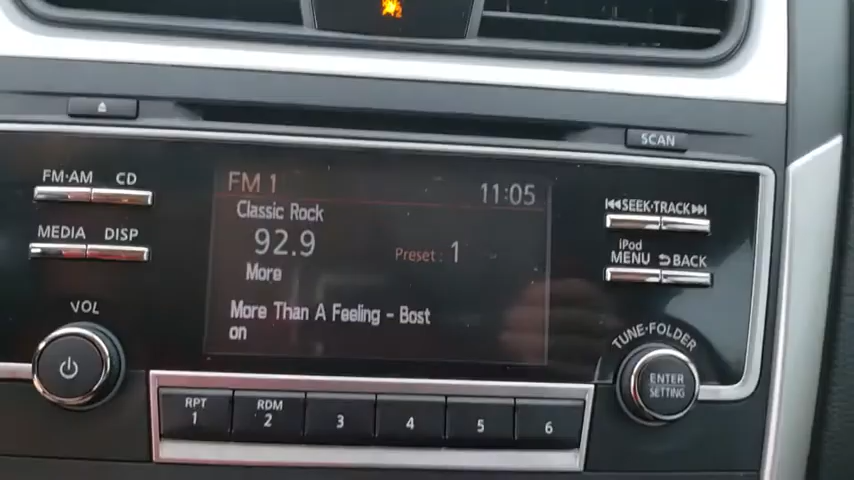 SCAN
FM·AM CD
MEDIA DISP
VOL
FM 1 11:05
Classic Rock
92.9 Preset : 1
More
More Than A Feeling - Bost
on
SEEK·TRACK
iPod
MENU BACK
TUNE·FOLDER
ENTER
SETTING
RPT RDM
1 2 3 4 5 6